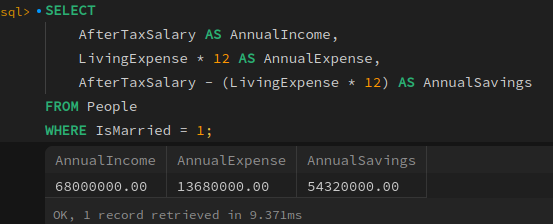 sql> SELECT
AfterTaxSalary AS AnnualIncome,
LivingExpense * 12 AS AnnualExpense,
AfterTaxSalary - (LivingExpense * 12) AS AnnualSavings
FROM People
WHERE IsMarried = 1;
AnnualIncome AnnualExpense AnnualSavings
68000000.00 13680000.00 54320000.00
OK, 1 record retrieved in 9.371ms